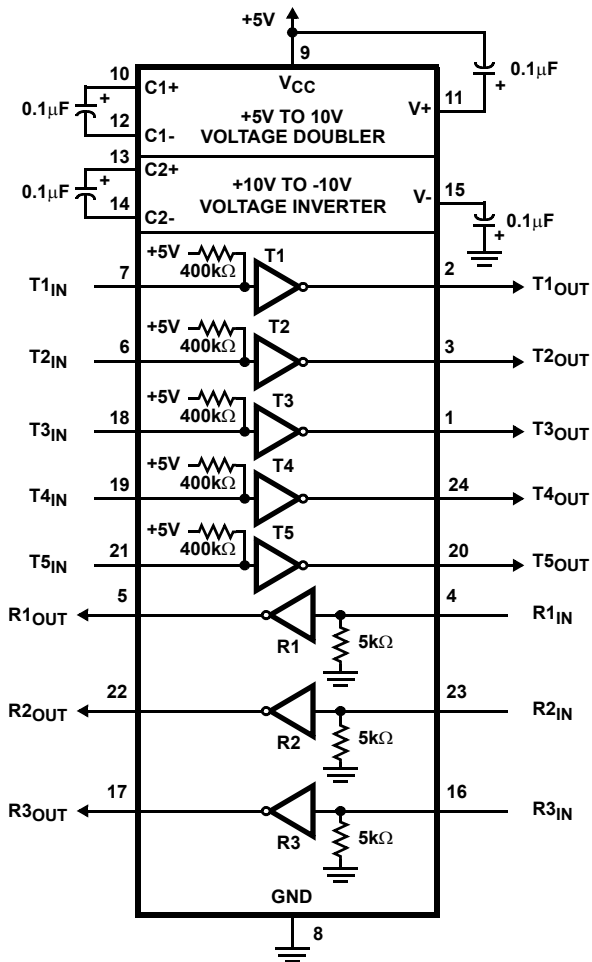 +5V
9
VCC
10
C1+
0.1µF
+
12
C1-
+5V TO 10V
VOLTAGE DOUBLER
V+
11
0.1µF
+
13
C2+
0.1µF
+
14
C2-
+10V TO -10V
VOLTAGE INVERTER
V-
15
0.1µF
+
T1IN
7
+5V
400kΩ
T1
2
T1OUT
T2IN
6
+5V
400kΩ
T2
3
T2OUT
T3IN
18
+5V
400kΩ
T3
1
T3OUT
T4IN
19
+5V
400kΩ
T4
24
T4OUT
T5IN
21
+5V
400kΩ
T5
20
T5OUT
R1OUT
5
R1
5kΩ
4
R1IN
R2OUT
22
R2
5kΩ
23
R2IN
R3OUT
17
R3
5kΩ
16
R3IN
GND
8